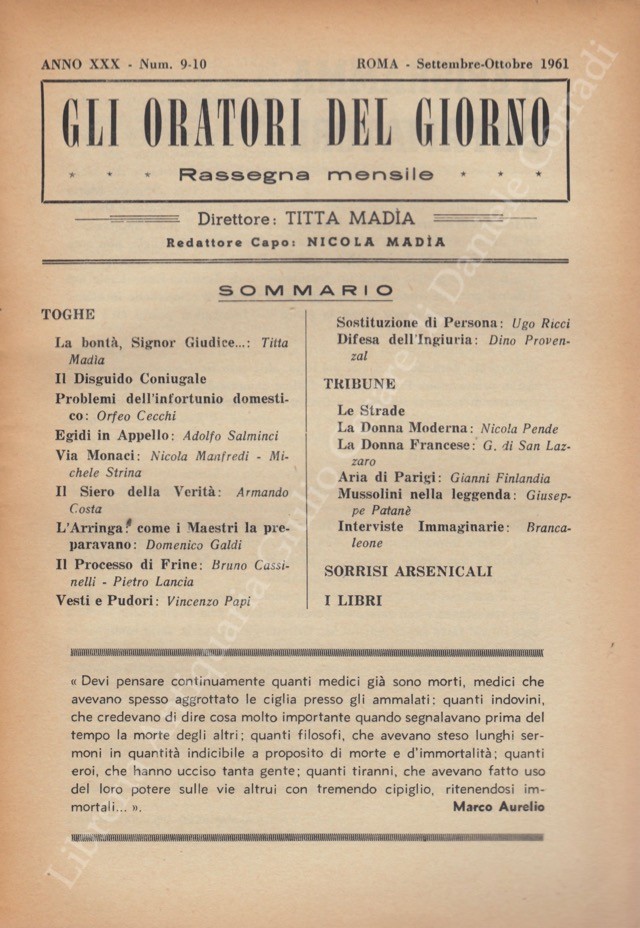 ANNO XXX - Num. 9-10 ROMA - Settembre-Ottobre 1961
GLI ORATORI DEL GIORNO
* * * Rassegna mensile * * *
Direttore: TITTA MADÌA
Redattore Capo: NICOLA MADÌA
SOMMARIO
TOGHE
La bontà, Signor Giudice...: Titta
Madìa
Il Disguido Coniugale
Problemi dell'infortunio domesti-
co: Orfeo Cecchi
Egidi in Appello: Adolfo Salminci
Via Monaci: Nicola Manfredi - Mi-
chele Strina
Il Siero della Verità: Armando
Costa
L'Arringa: come i Maestri la pre-
paravano: Domenico Galdi
Il Processo di Frine: Bruno Cassi-
nelli - Pietro Lancia
Vesti e Pudori: Vincenzo Papi
Sostituzione di Persona: Ugo Ricci
Difesa dell'Ingiuria: Dino Proven-
zal
TRIBUNE
Le Strade
La Donna Moderna: Nicola Pende
La Donna Francese: G. di San Laz-
zaro
Aria di Parigi: Gianni Finlandia
Mussolini nella leggenda: Giusep-
pe Patanè
Interviste Immaginarie: Branca-
leone
SORRISI ARSENICALI
I LIBRI
« Devi pensare continuamente quanti medici già sono morti, medici che
avevano spesso aggrottato le ciglia presso gli ammalati; quanti indovini,
che credevano di dire cosa molto importante quando segnalavano prima del
tempo la morte degli altri; quanti filosofi, che avevano steso lunghi ser-
moni in quantità indicibile a proposito di morte e d'immortalità; quanti
eroi, che hanno ucciso tanta gente; quanti tiranni, che avevano fatto uso
del loro potere sulle vie altrui con tremendo cipiglio, ritenendosi im-
mortali... ». Marco Aurelio